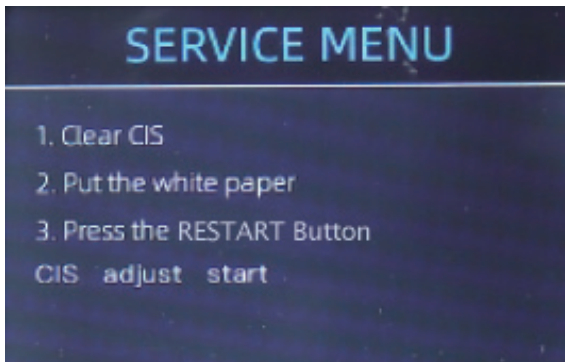 SERVICE MENU
1. Clear CIS
2. Put the white paper
3. Press the RESTART Button
CIS adjust start